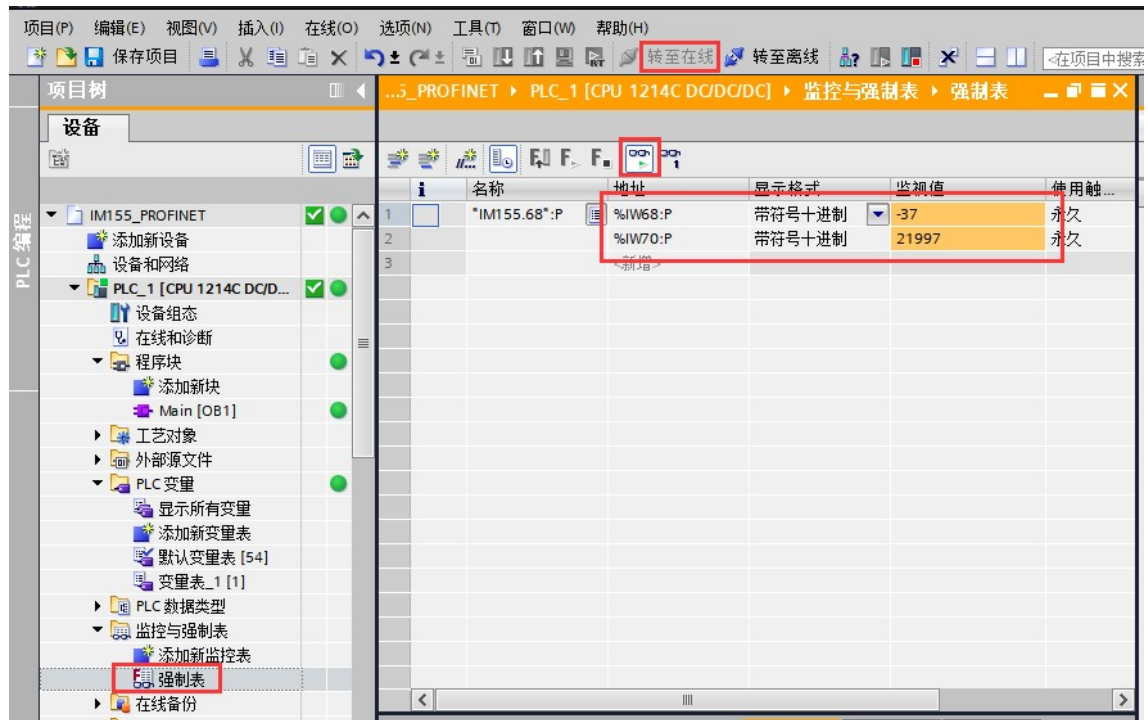 项目(P) 编辑(E) 视图(V) 插入(I) 在线(O) 选项(N) 工具(T) 窗口(W) 帮助(H)
保存项目 转至在线 转至离线 <在项目中搜索
项目树
...5_PROFINET ▸ PLC_1 [CPU 1214C DC/DC/DC] ▸ 监控与强制表 ▸ 强制表
设备
i 名称 地址 显示格式 监视值 使用触...
1 "IM155.68":P %IW68:P 带符号十进制 -37 永久
2 %IW70:P 带符号十进制 21997 永久
3 <新增>
PLC 编程
IM155_PROFINET
添加新设备
设备和网络
PLC_1 [CPU 1214C DC/D...
设备组态
在线和诊断
程序块
添加新块
Main [OB1]
工艺对象
外部源文件
PLC 变量
显示所有变量
添加新变量表
默认变量表 [54]
变量表_1 [1]
PLC 数据类型
监控与强制表
添加新监控表
强制表
在线备份